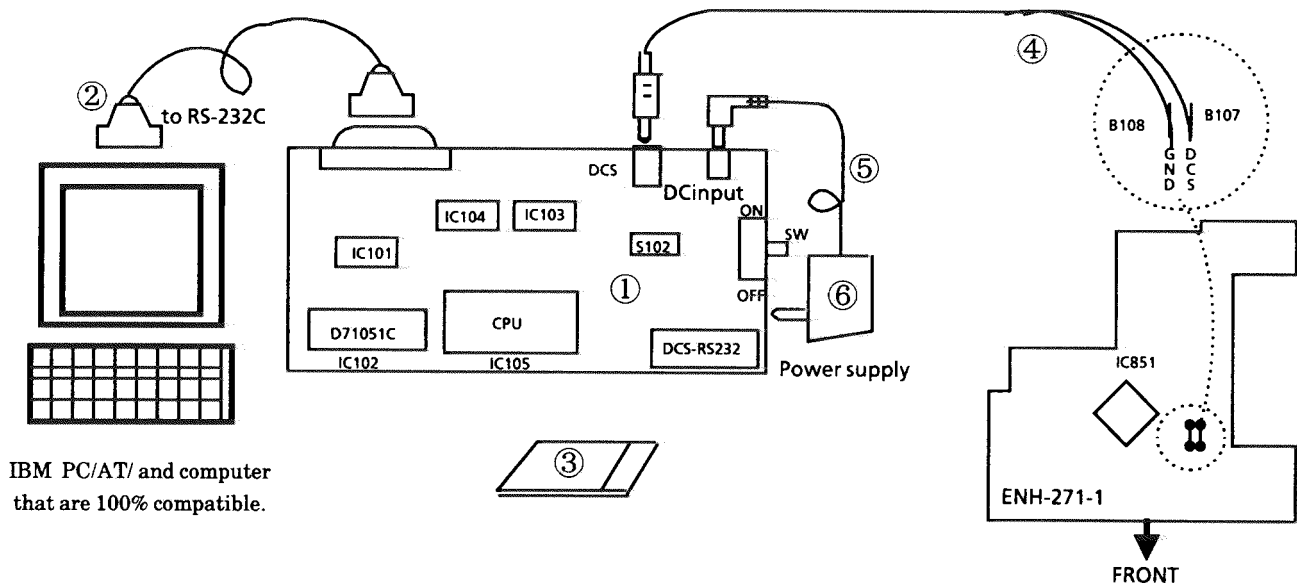 ②
to RS-232C
④
B108
B107
GND
DCS
DCS
DCinput
⑤
ON
SW
OFF
IC104
IC103
S102
IC101
①
⑥
D71051C
CPU
DCS-RS232
IC102
IC105
Power supply
IC851
③
IBM PC/AT/ and computer
that are 100% compatible.
ENH-271-1
FRONT